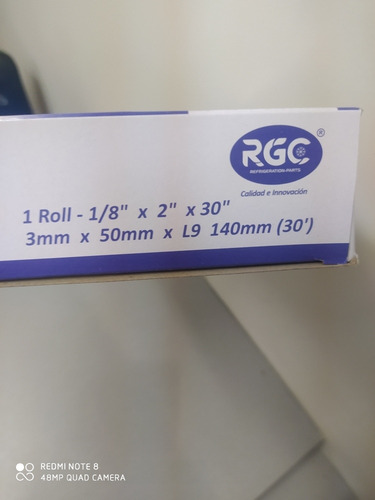 RGC ®
REFRIGERATION PARTS
Calidad e Innovación
1 Roll - 1/8" x 2" x 30"
3mm x 50mm x L9 140mm (30')
REDMI NOTE 8
48MP QUAD CAMERA